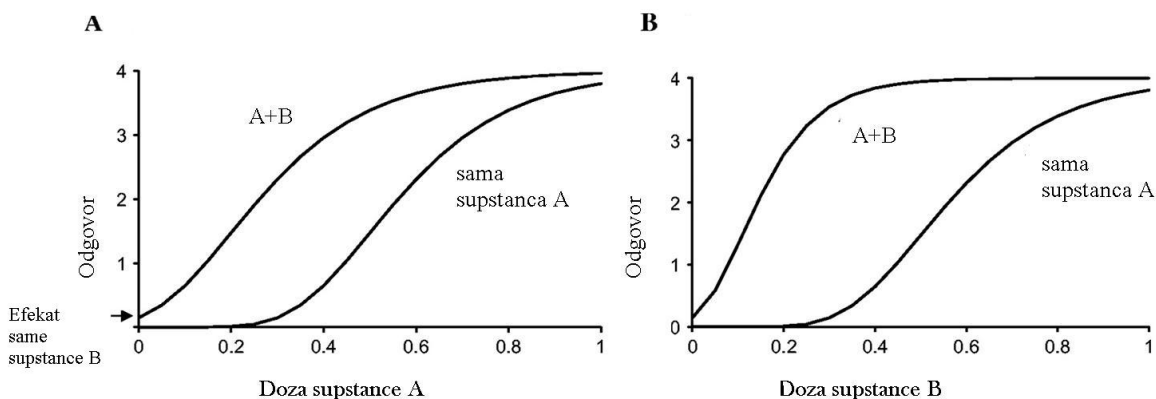 A
4
3
2
1
Odgovor
A+B
sama
supstanca A
Efekat
same
supstance B
0
0.2
0.4
0.6
0.8
1
Doza supstance A
B
4
3
2
1
0
Odgovor
A+B
sama
supstanca A
0
0.2
0.4
0.6
0.8
1
Doza supstance B